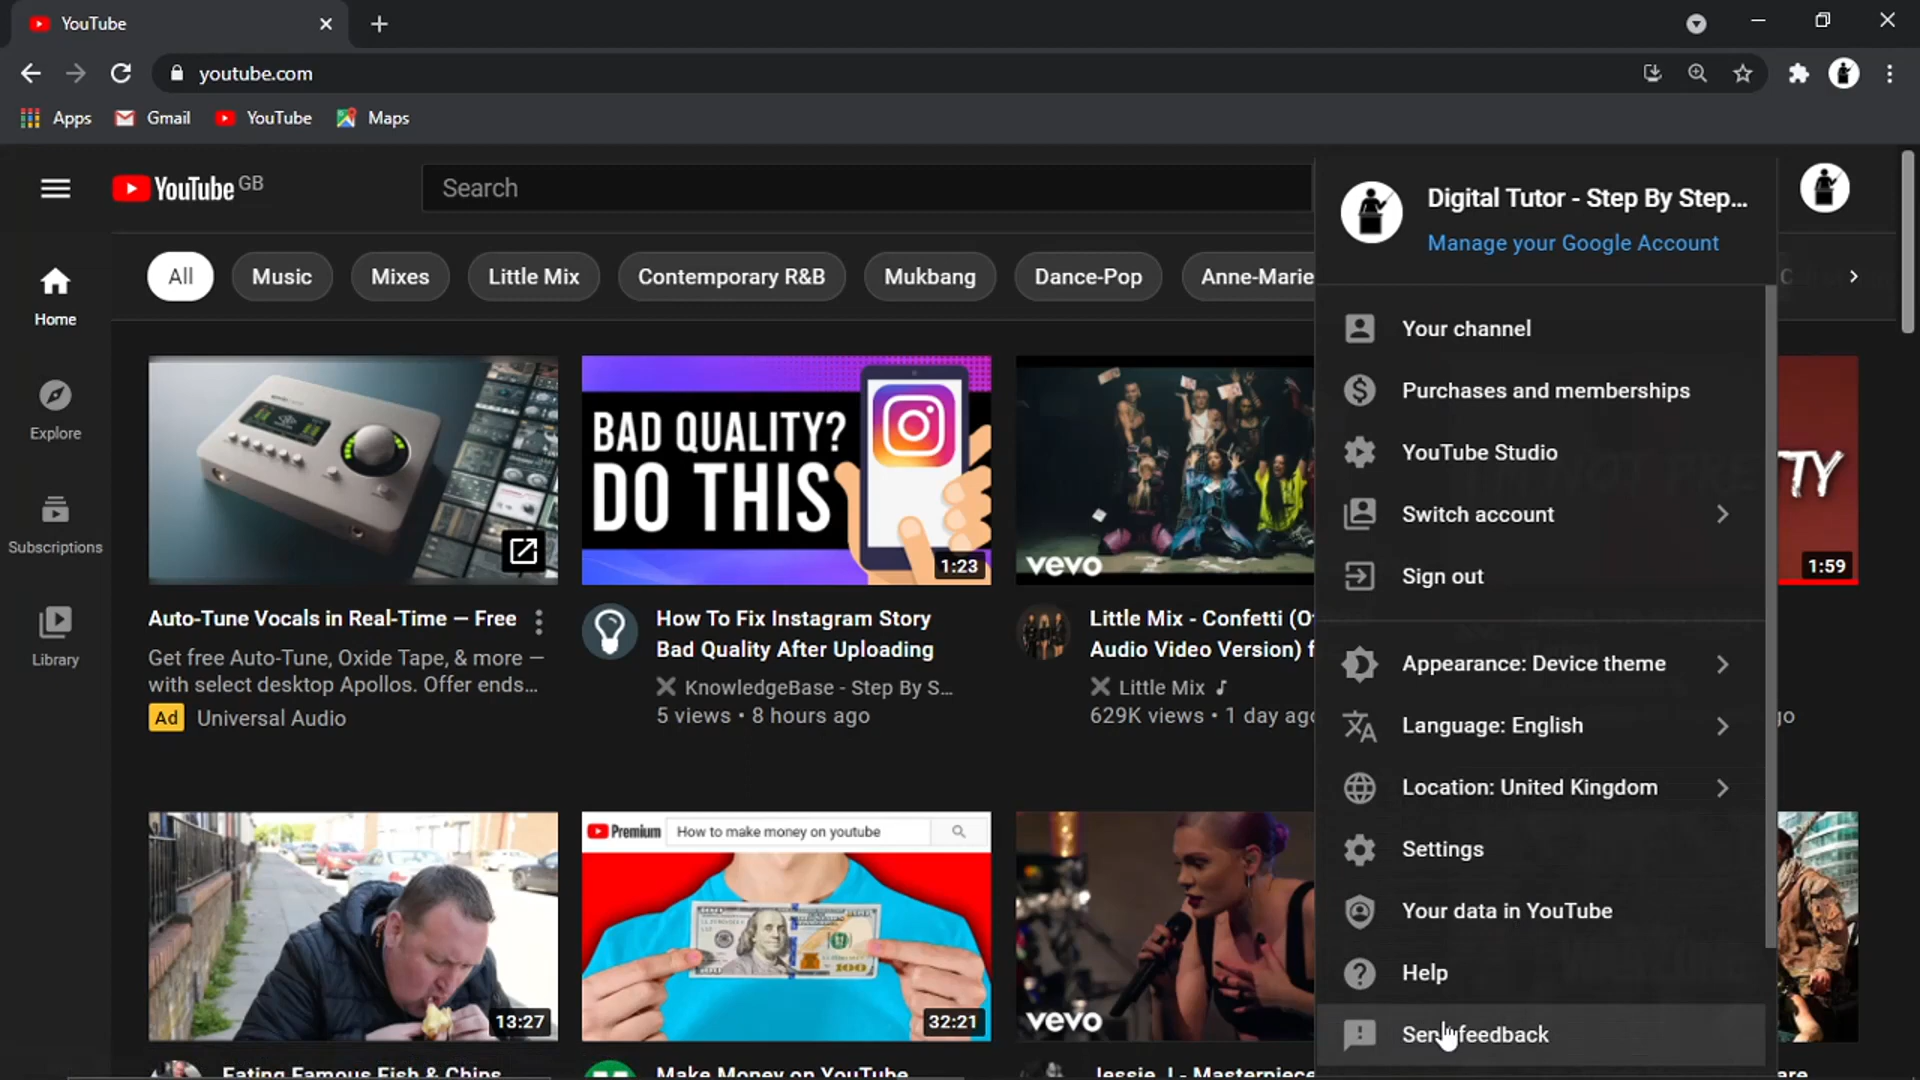 YouTube
youtube.com
Apps
Gmail
YouTube
Maps
YouTube GB
Search
All
Music
Mixes
Little Mix
Contemporary R&B
Mukbang
Dance-Pop
Anne-Marie
Home
Explore
Subscriptions
Library
Auto-Tune Vocals in Real-Time — Free
Get free Auto-Tune, Oxide Tape, & more —
with select desktop Apollos. Offer ends...
Ad Universal Audio
BAD QUALITY?
DO THIS
1:23
How To Fix Instagram Story
Bad Quality After Uploading
KnowledgeBase - Step By S...
5 views • 8 hours ago
vevo
Little Mix - Confetti
Audio Video Version)
Little Mix
629K views • 1 day ago
TY
1:59
13:27
Eating Famous Fish & Chips
Premium
How to make money on youtube
100
32:21
Make Money on YouTube
vevo
Jessie J - Masterpiece
Digital Tutor - Step By Step...
Manage your Google Account
Your channel
Purchases and memberships
YouTube Studio
Switch account
Sign out
Appearance: Device theme
Language: English
Location: United Kingdom
Settings
Your data in YouTube
Help
feedback